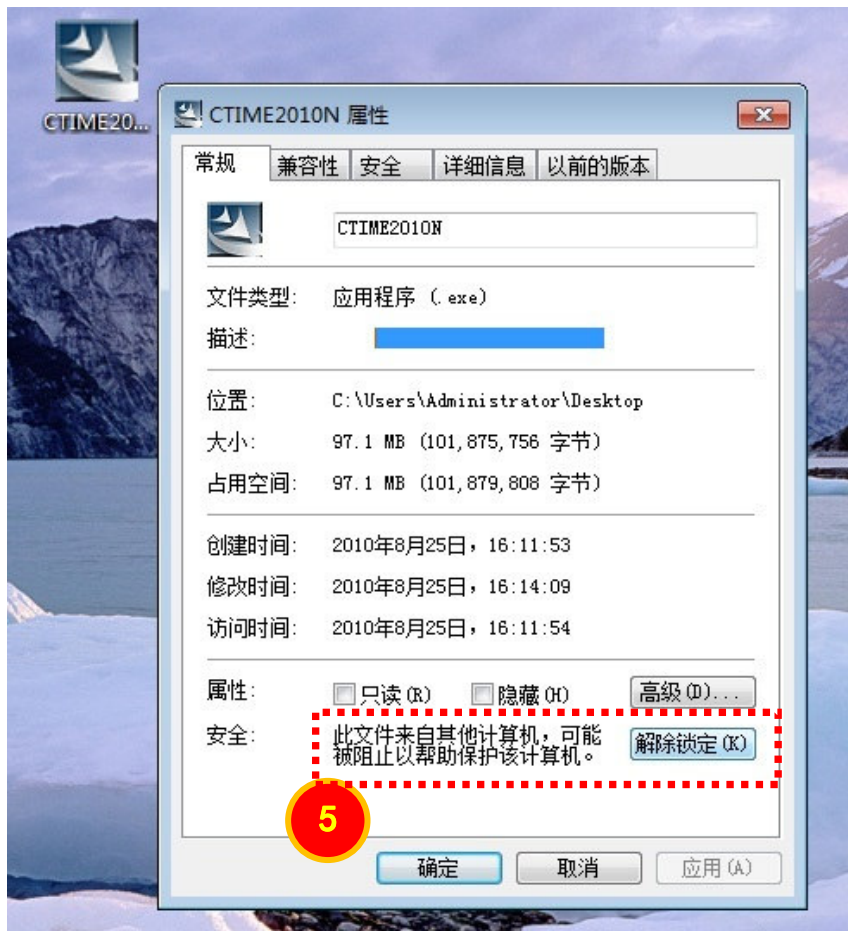 CTIME20...
CTIME2010N 属性
常规 兼容性 安全 详细信息 以前的版本
CTIME2010N
文件类型: 应用程序 (.exe)
描述:
位置: C:\Users\Administrator\Desktop
大小: 97.1 MB (101,875,756 字节)
占用空间: 97.1 MB (101,879,808 字节)
创建时间: 2010年8月25日，16:11:53
修改时间: 2010年8月25日，16:14:09
访问时间: 2010年8月25日，16:11:54
属性: 只读(R) 隐藏(H) 高级(D)...
安全: 此文件来自其他计算机，可能
被阻止以帮助保护该计算机。 解除锁定(K)
5
确定 取消 应用(A)